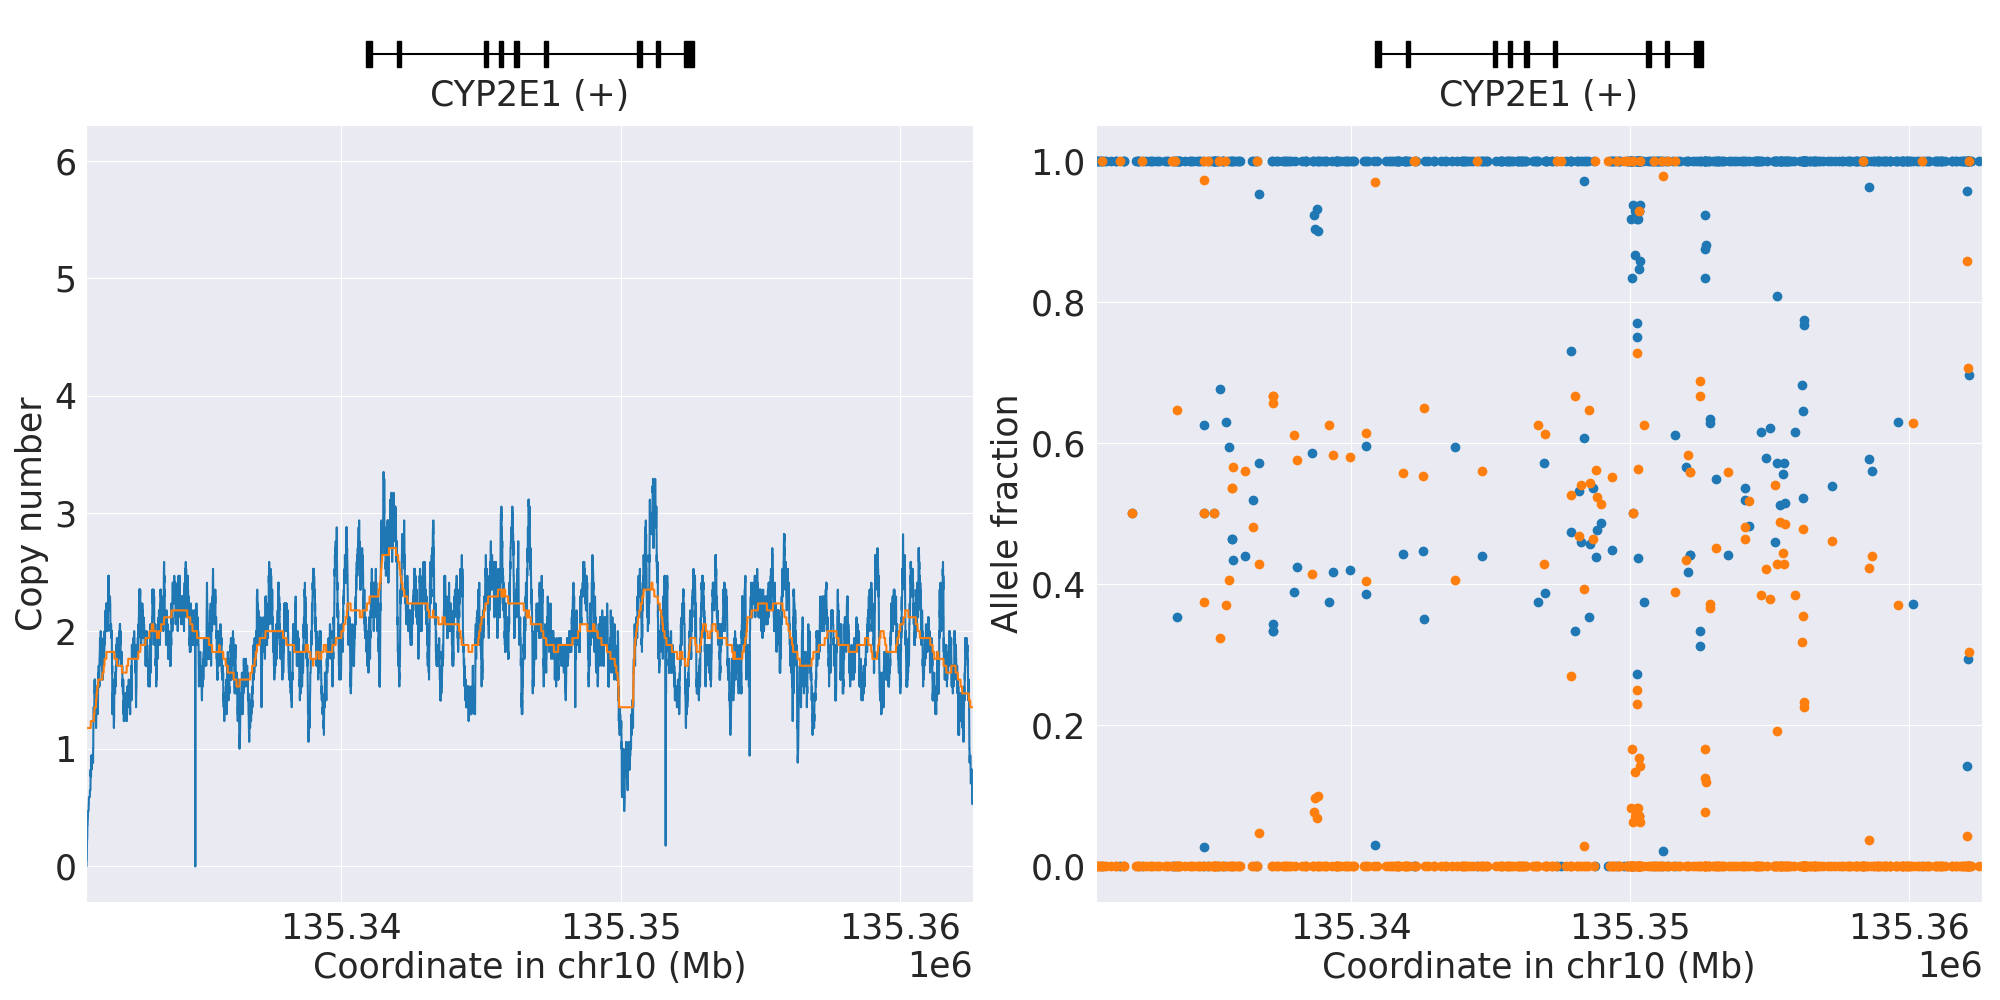 CYP2E1 (+)
6
5
4
3
2
1
0
Copy number
135.34 135.35 135.36
Coordinate in chr10 (Mb)
1e6
CYP2E1 (+)
1.0
0.8
0.6
0.4
0.2
0.0
Allele fraction
135.34 135.35 135.36
Coordinate in chr10 (Mb)
1e6